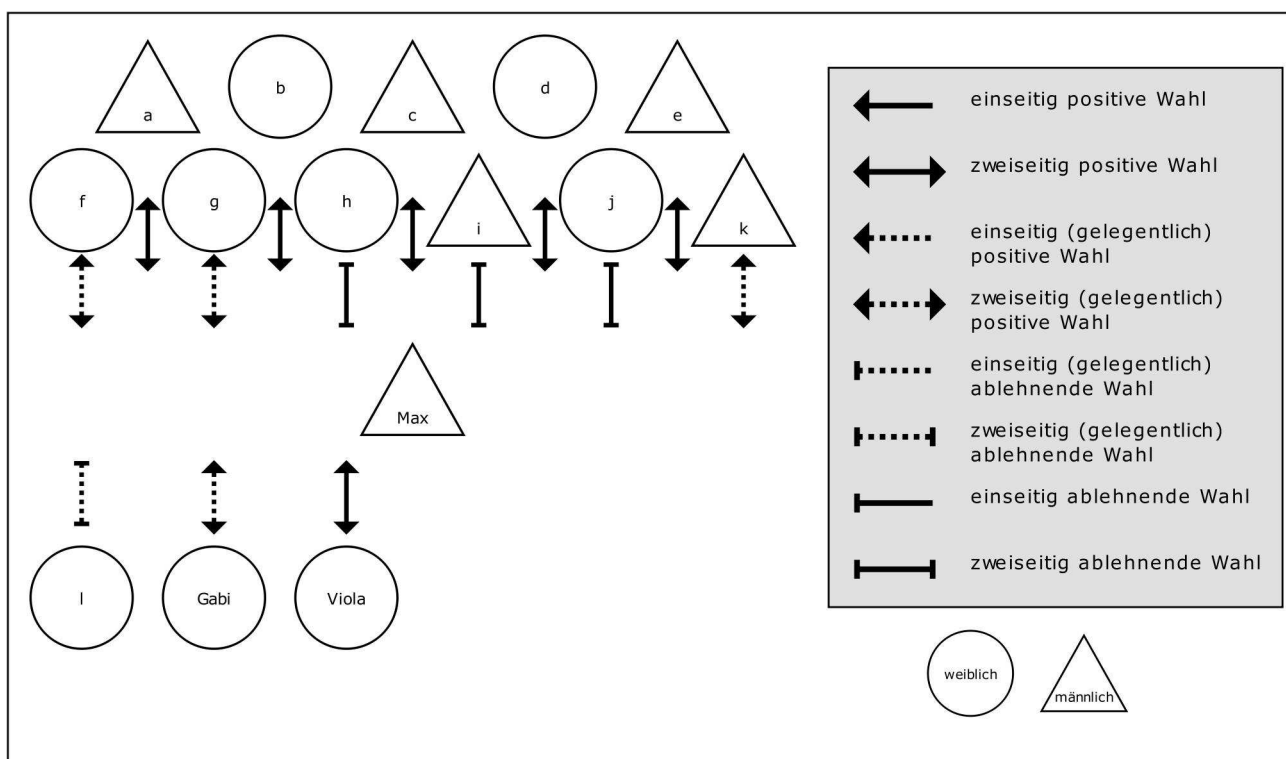 a
b
c
d
e
f
g
h
i
j
k
Max
l
Gabi
Viola
einseitig positive Wahl
zweiseitig positive Wahl
einseitig (gelegentlich)
positive Wahl
zweiseitig (gelegentlich)
positive Wahl
einseitig (gelegentlich)
ablehnende Wahl
zweiseitig (gelegentlich)
ablehnende Wahl
einseitig ablehnende Wahl
zweiseitig ablehnende Wahl
weiblich
männlich